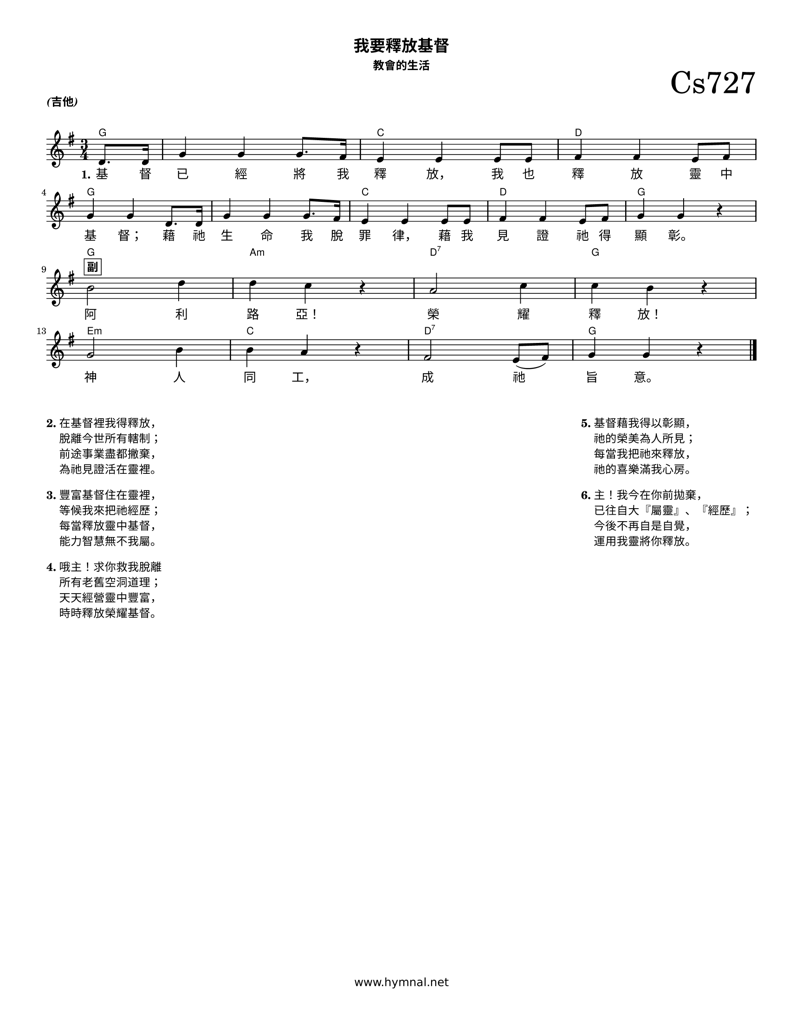 我要釋放基督
教會的生活
Cs727
(吉他)
G C D
3
4
1. 基 督 已 經 將 我 釋 放， 我 也 釋 放 靈 中
4 G C D G
基 督； 藉 祂 生 命 我 脫 罪 律， 藉 我 見 證 祂 得 顯 彰。
G Am D7 G
9 副
阿 利 路 亞！ 榮 耀 釋 放！
13 Em C D7 G
神 人 同 工， 成 祂 旨 意。
2. 在基督裡我得釋放，
脫離今世所有轄制；
前途事業盡都撇棄，
為祂見證活在靈裡。
3. 豐富基督住在靈裡，
等候我來把祂經歷；
每當釋放靈中基督，
能力智慧無不我屬。
4. 哦主！求你救我脫離
所有老舊空洞道理；
天天經營靈中豐富，
時時釋放榮耀基督。
5. 基督藉我得以彰顯，
祂的榮美為人所見；
每當我把祂來釋放，
祂的喜樂滿我心房。
6. 主！我今在你前拋棄，
已往自大『屬靈』、『經歷』；
今後不再自是自覺，
運用我靈將你釋放。
www.hymnal.net